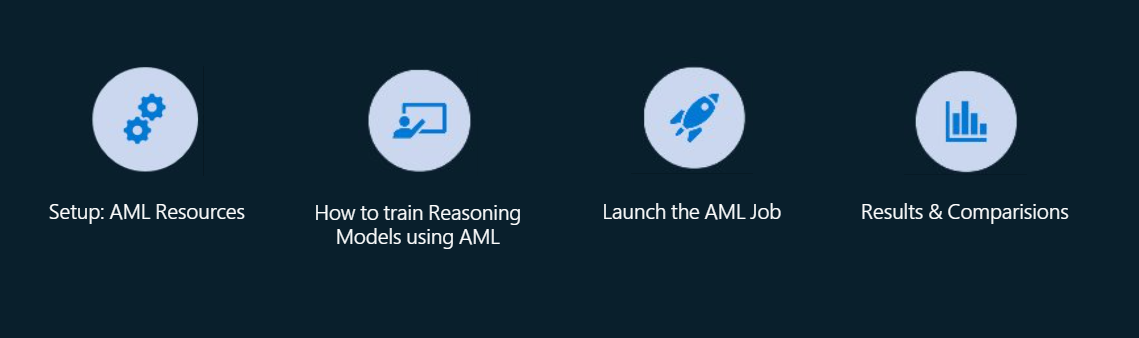 Setup: AML Resources
How to train Reasoning
Models using AML
Launch the AML Job
Results & Comparisions